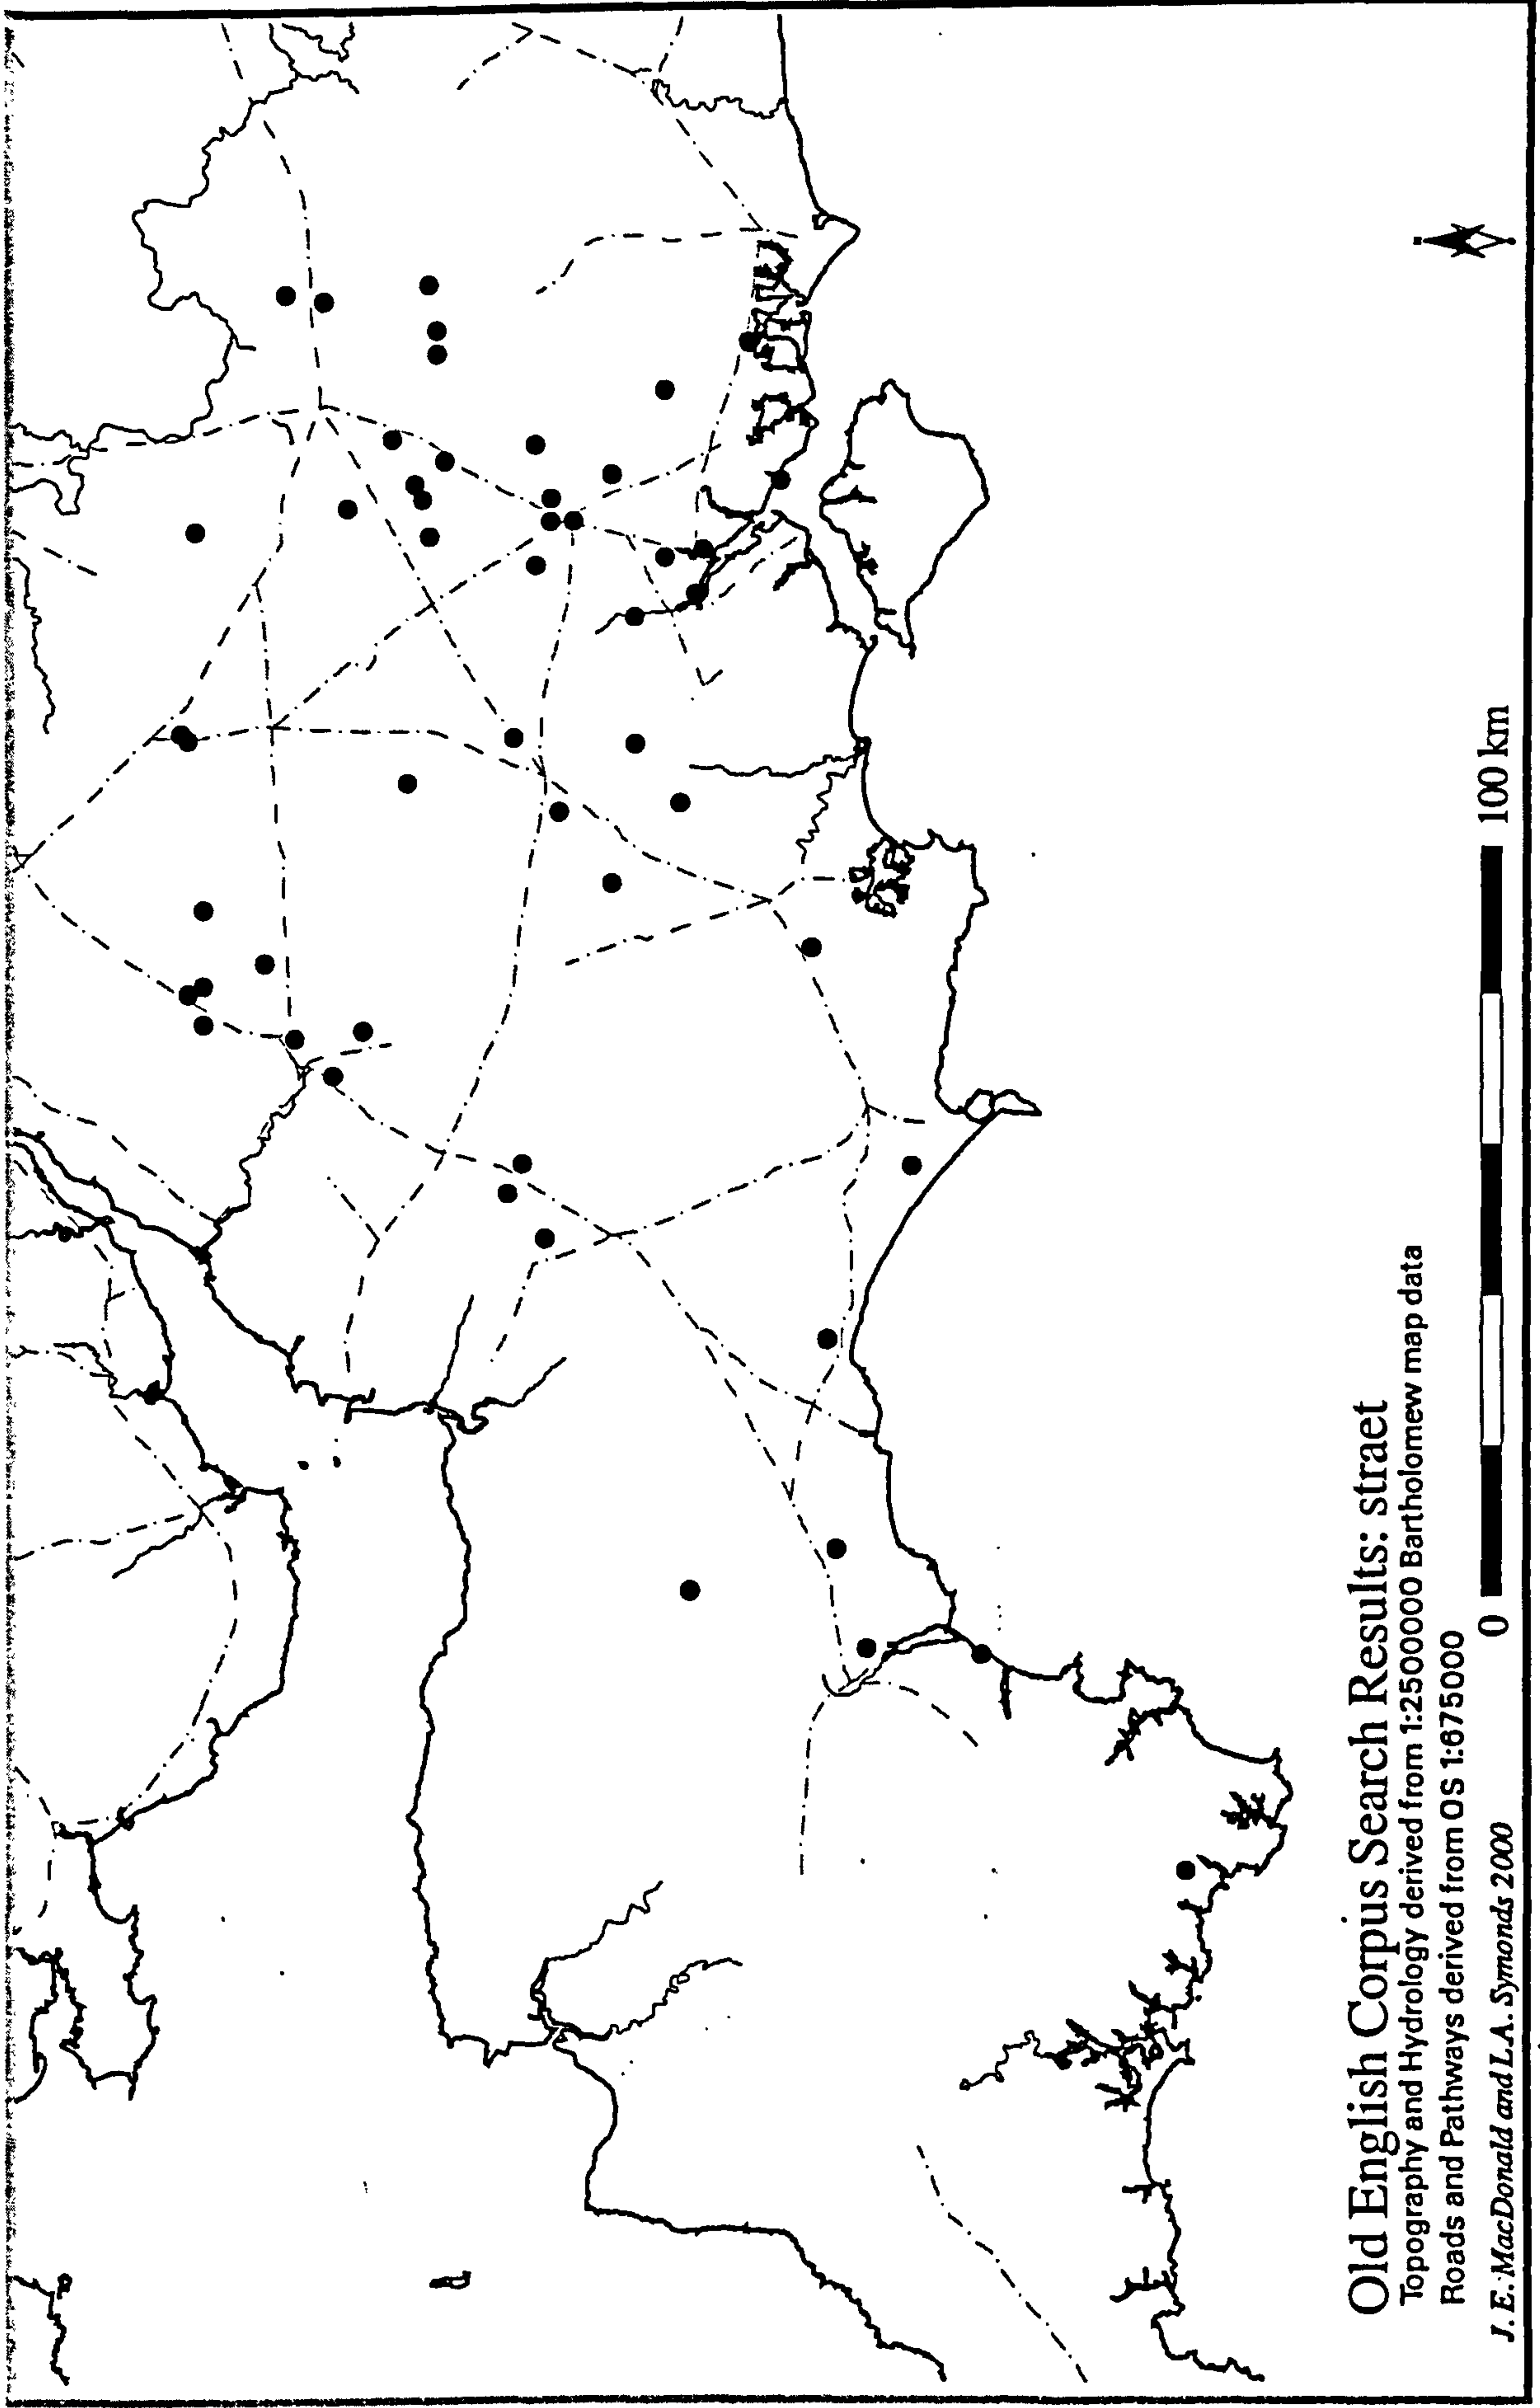 Old English Corpus Search Results: straet
Topography and Hydrology derived from 1:2500000 Bartholomew map data
Roads and Pathways derived from OS 1:675000
J. E. MacDonald and L.A. Symonds 2000
0 100 km